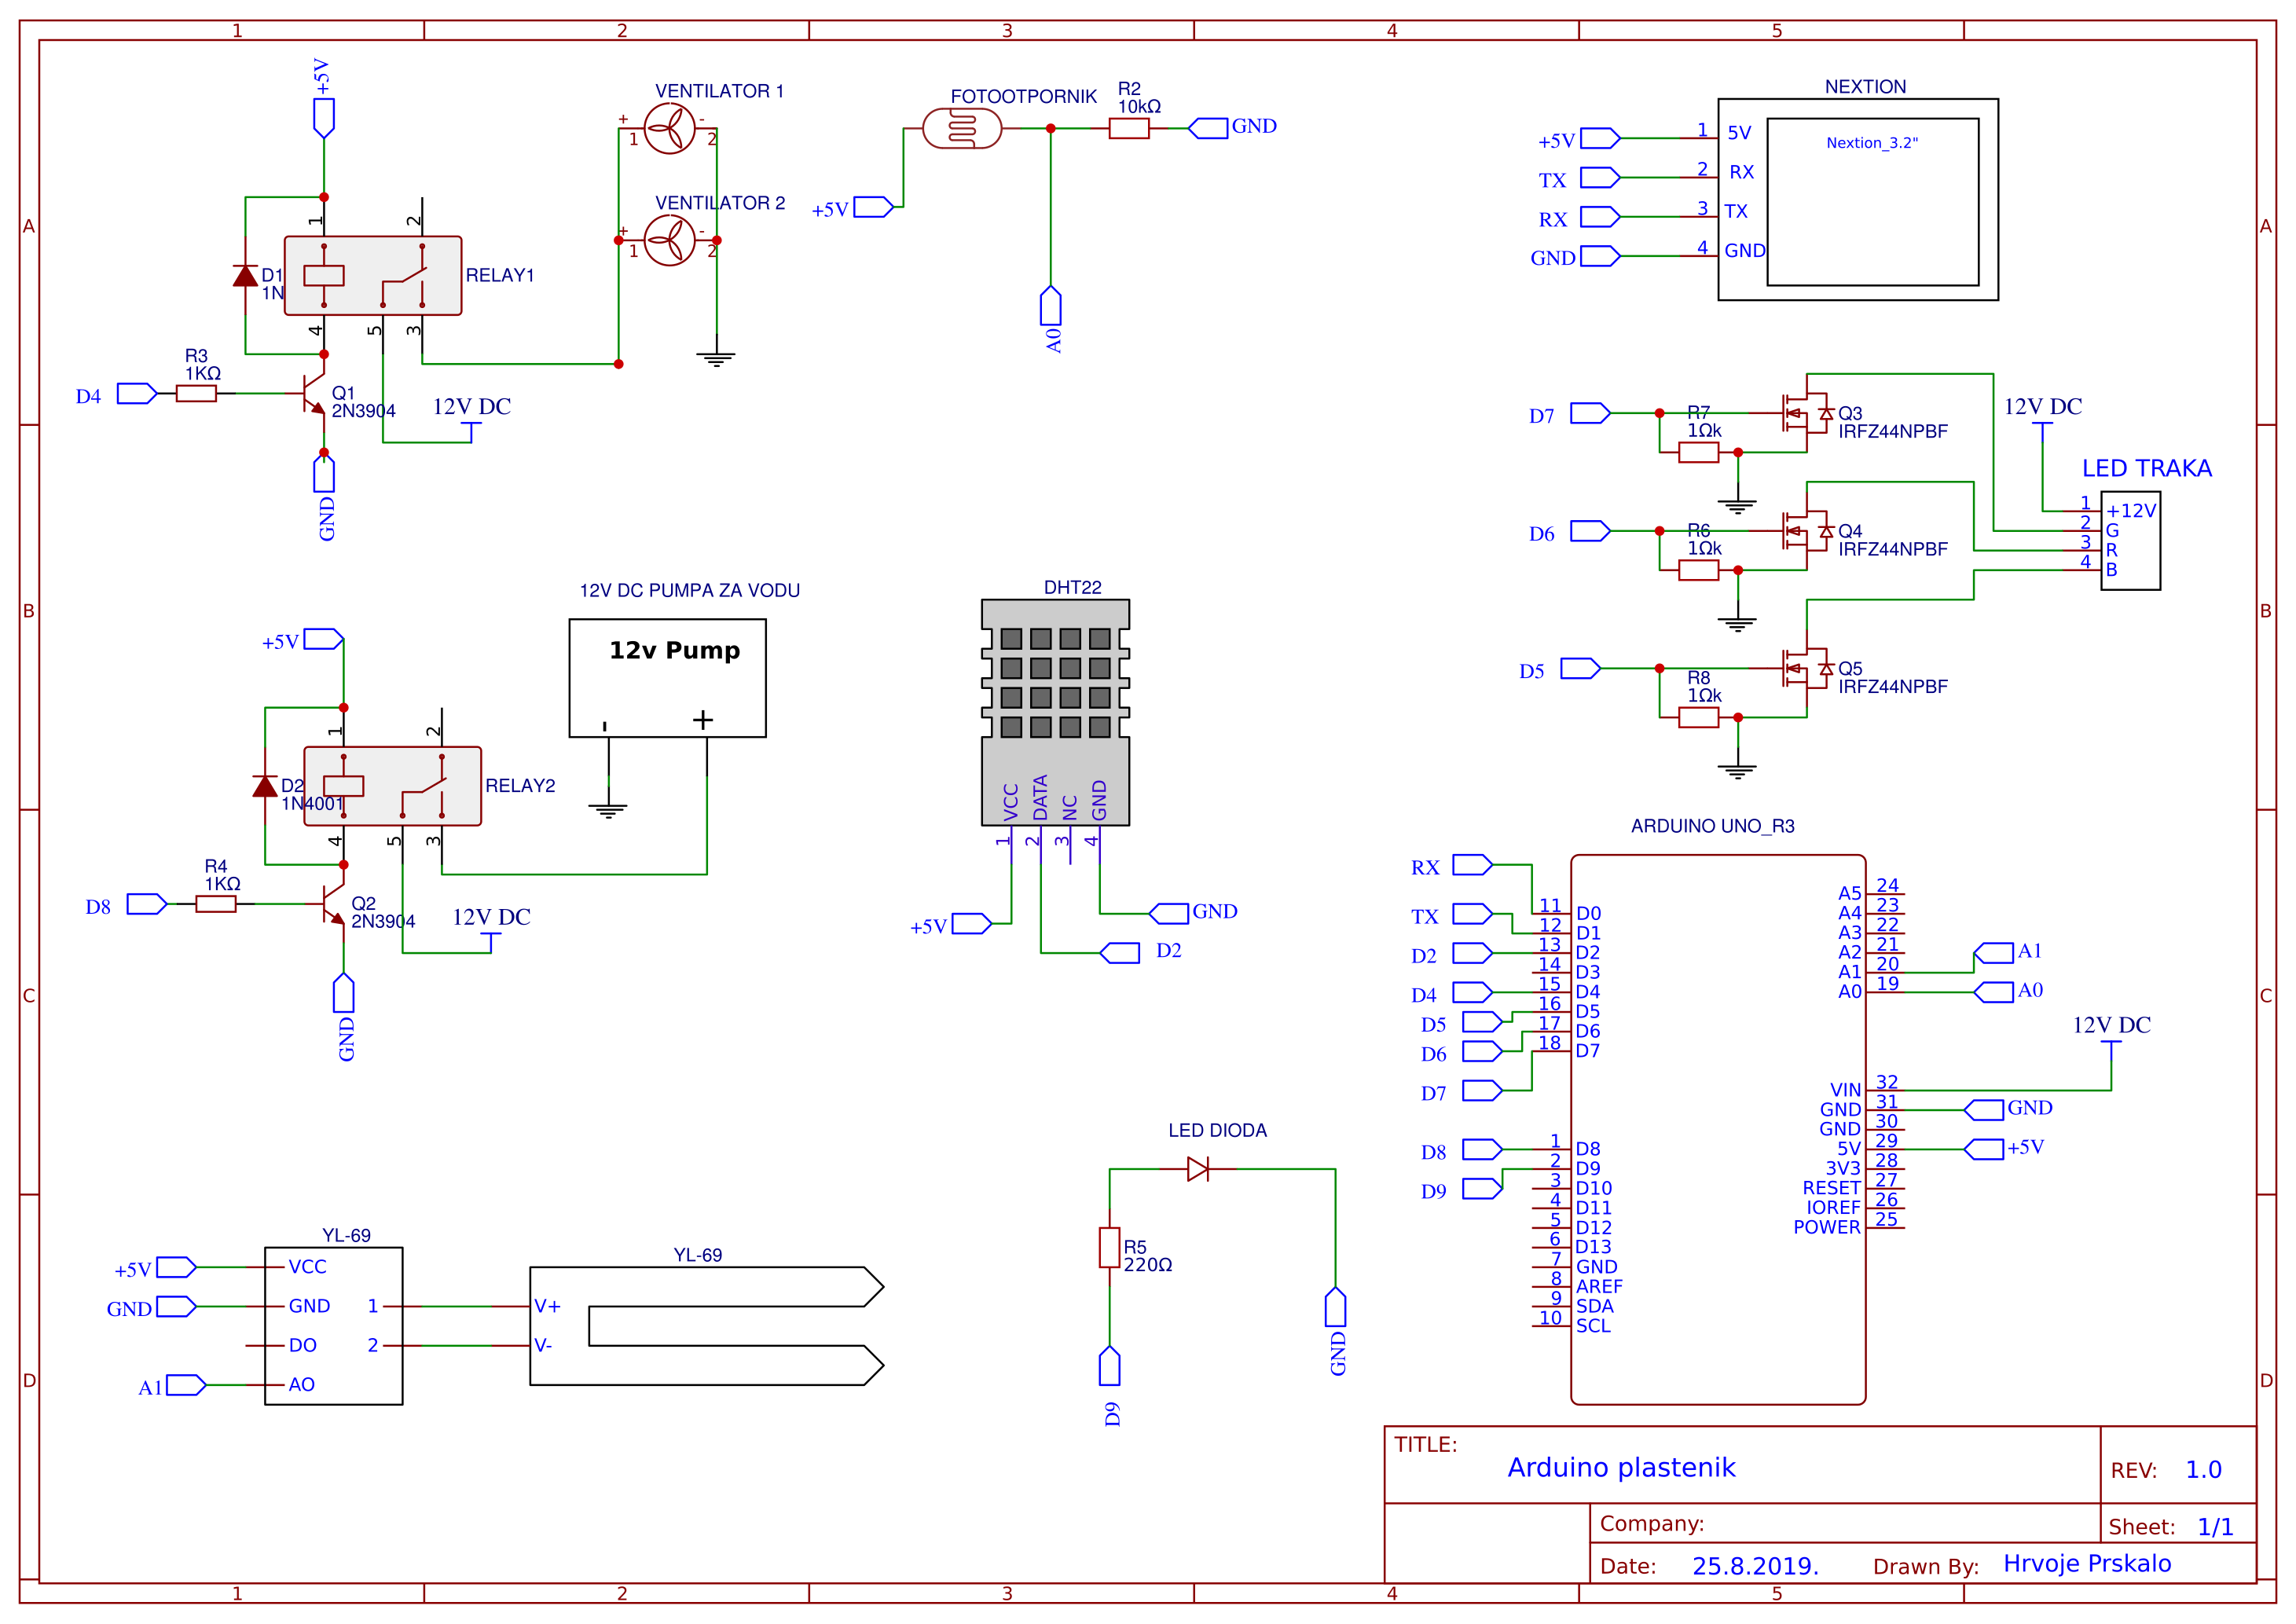 1 2 3 4 5
A
B
C
D
A
B
C
D
1 2 3 4 5
+5V
1
2
D1
1N
RELAY1
4
5
3
R3
1KΩ
D4
Q1
2N3904
12V DC
GND
VENTILATOR 1
+
1
-
2
VENTILATOR 2
+
1
-
2
FOTOOTPORNIK
R2
10kΩ
GND
+5V
A0
NEXTION
Nextion_3.2"
+5V 1 5V
TX 2 RX
RX 3 TX
GND 4 GND
D7
R7
1Ωk
Q3
IRFZ44NPBF
D6
R6
1Ωk
Q4
IRFZ44NPBF
D5
R8
1Ωk
Q5
IRFZ44NPBF
12V DC
LED TRAKA
1 +12V
2 G
3 R
4 B
+5V
1
2
D2
1N4001
RELAY2
4
5
3
R4
1KΩ
D8
Q2
2N3904
12V DC
GND
12V DC PUMPA ZA VODU
12v Pump
- +
DHT22
VCC
DATA
NC
GND
1
2
3
4
+5V
GND
D2
ARDUINO UNO_R3
RX
TX
D2
D4
D5
D6
D7
D8
D9
11 D0
12 D1
13 D2
14 D3
15 D4
16 D5
17 D6
18 D7
1 D8
2 D9
3 D10
4 D11
5 D12
6 D13
7 GND
8 AREF
9 SDA
10 SCL
A5 24
A4 23
A3 22
A2 21
A1 20
A0 19
VIN 32
GND 31
GND 30
5V 29
3V3 28
RESET 27
IOREF 26
POWER 25
A1
A0
12V DC
GND
+5V
YL-69
+5V VCC
GND GND 1
DO 2
A1 AO
YL-69
V+
V-
LED DIODA
R5
220Ω
D9
GND
TITLE:
Arduino plastenik
REV: 1.0
Company:
Sheet: 1/1
Date: 25.8.2019. Drawn By: Hrvoje Prskalo